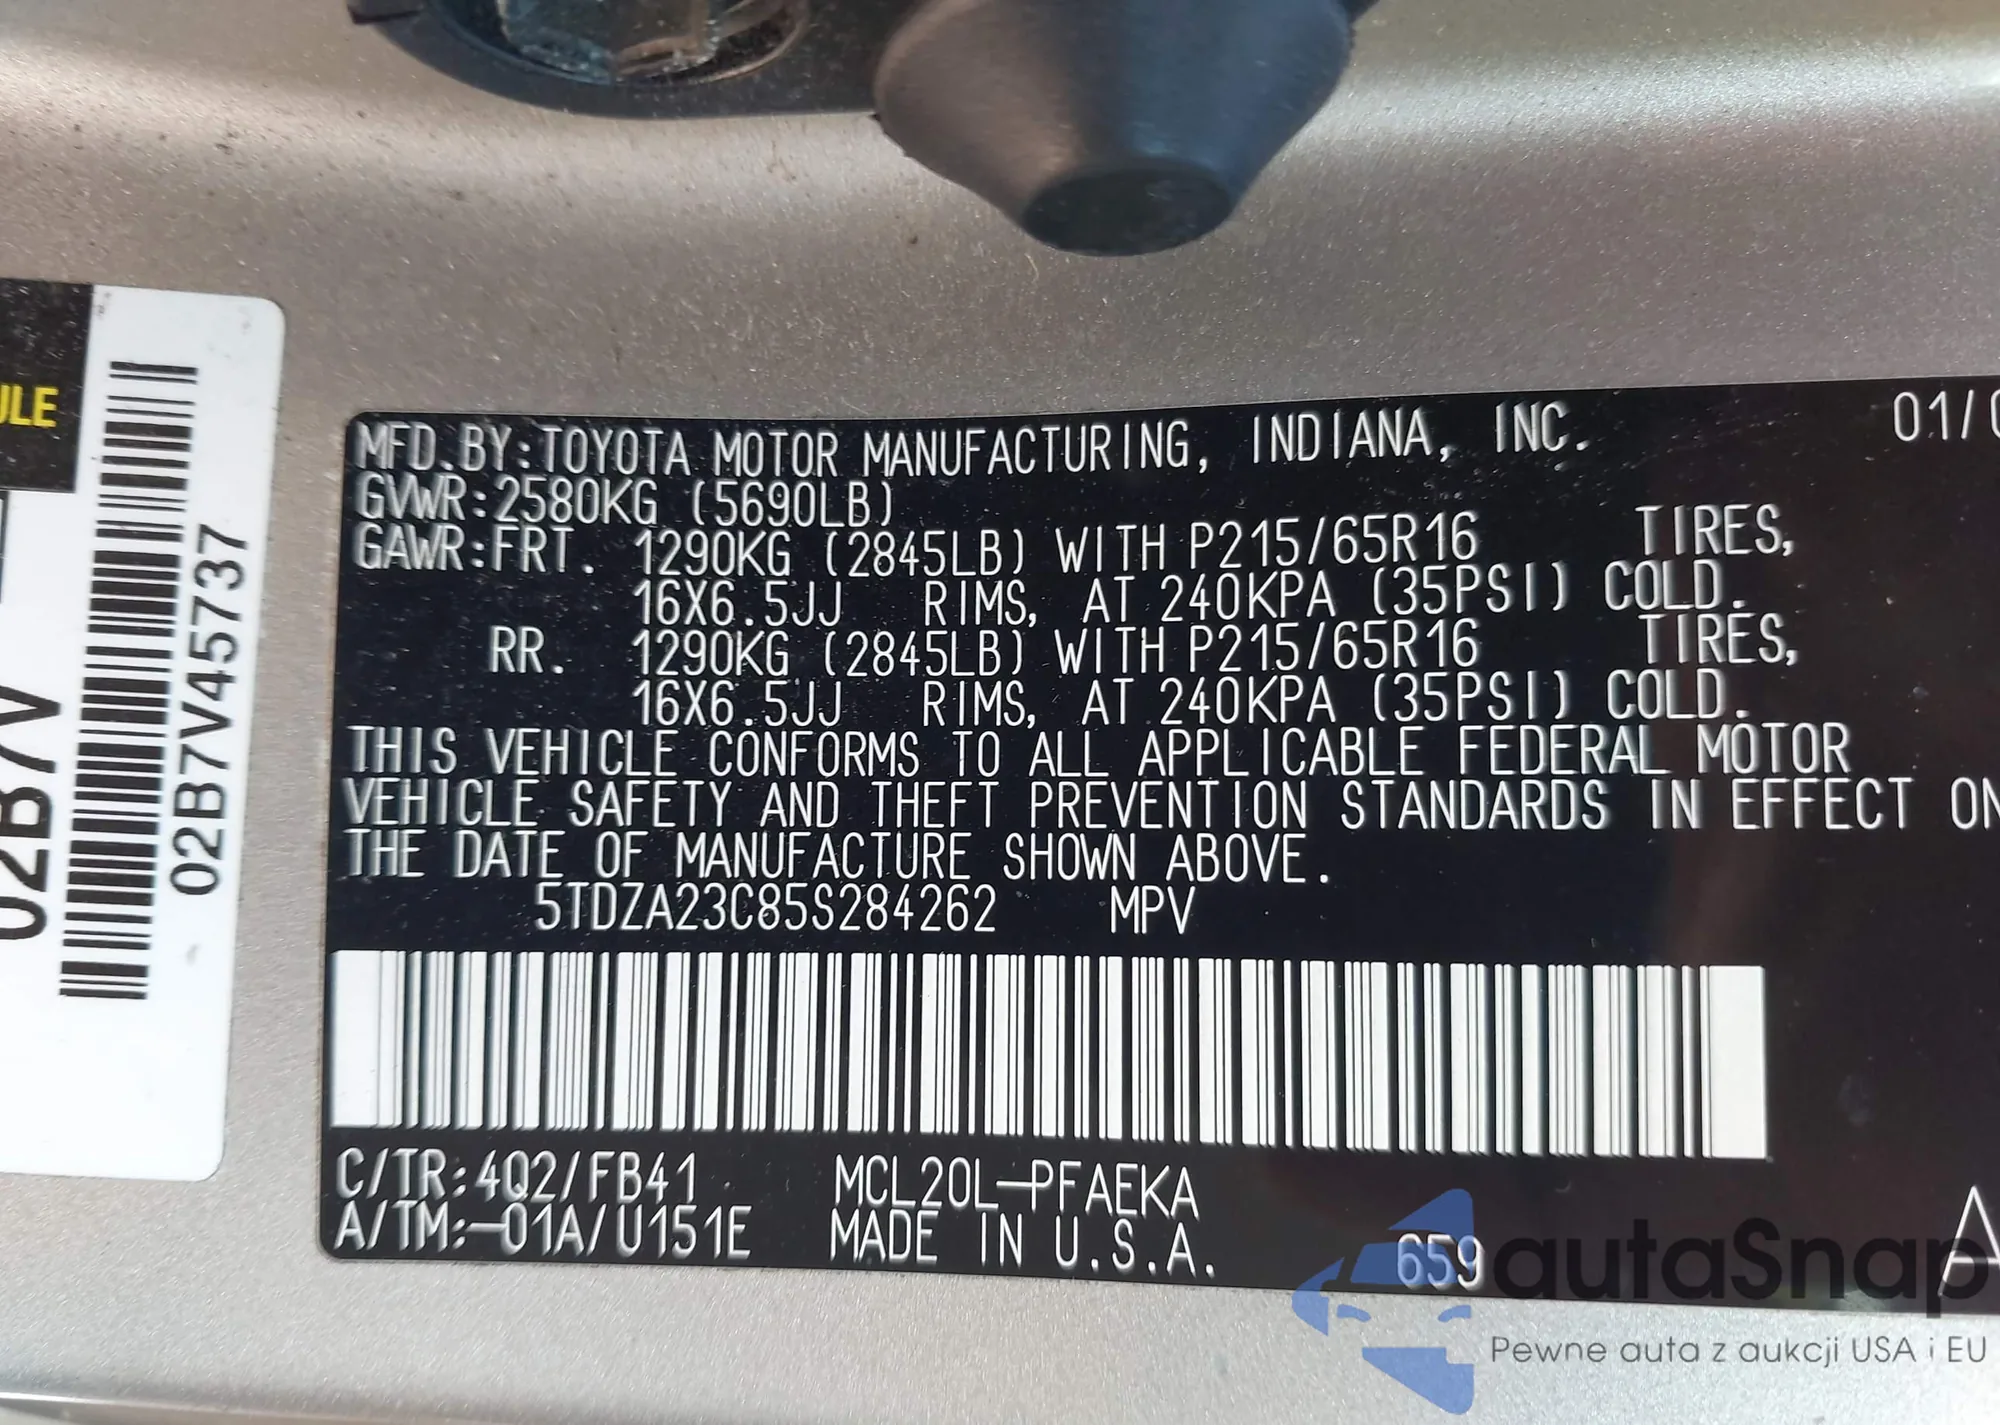 ULE
02B7V
02B7V45737
MFD.BY:TOYOTA MOTOR MANUFACTURING, INDIANA, INC. 01/0
GVWR:2580KG (5690LB)
GAWR:FRT. 1290KG (2845LB) WITH P215/65R16 TIRES,
16X6.5JJ RIMS, AT 240KPA (35PSI) COLD.
RR. 1290KG (2845LB) WITH P215/65R16 TIRES,
16X6.5JJ RIMS, AT 240KPA (35PSI) COLD.
THIS VEHICLE CONFORMS TO ALL APPLICABLE FEDERAL MOTOR
VEHICLE SAFETY AND THEFT PREVENTION STANDARDS IN EFFECT ON
THE DATE OF MANUFACTURE SHOWN ABOVE.
5TDZA23C85S284262 MPV
C/TR:4Q2/FB41 MCL20L-PFAEKA
A/TM:-01A/U151E MADE IN U.S.A. 659 A
autaSnap
Pewne auta z aukcji USA i EU